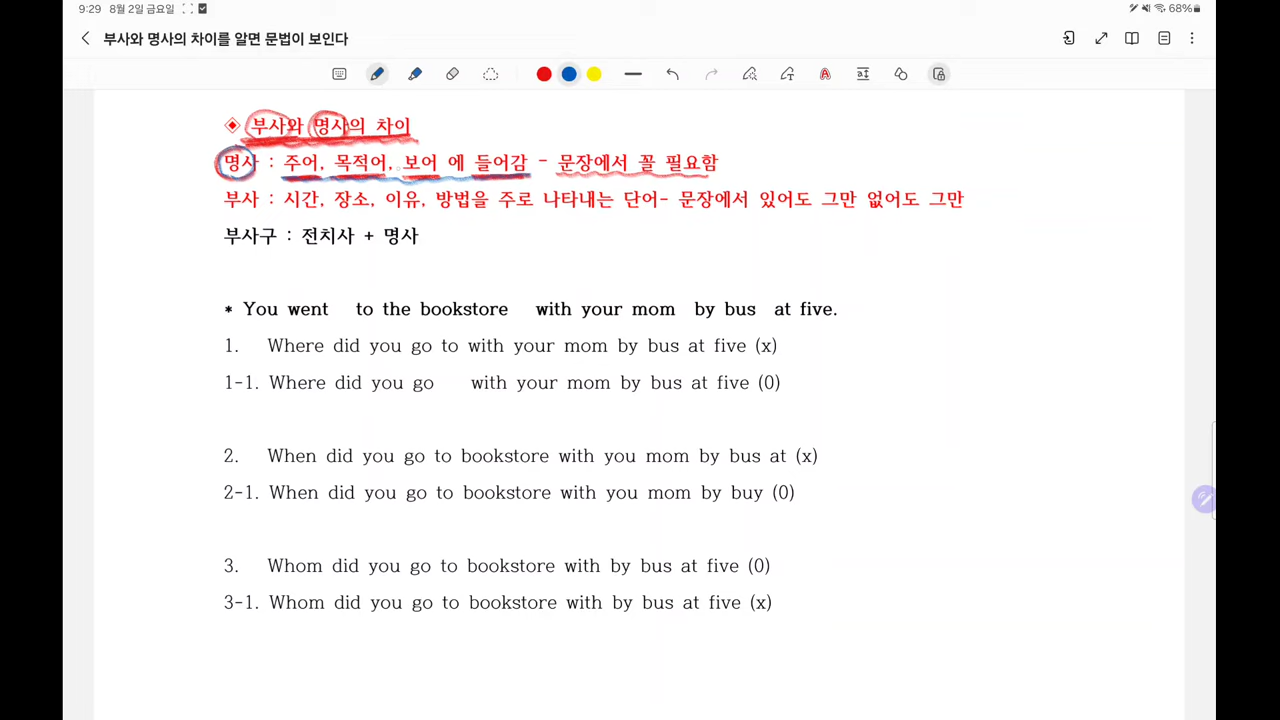 9:29 8월 2일 금요일 68%
부사와 명사의 차이를 알면 문법이 보인다
◈ 부사와 명사의 차이
명사 : 주어, 목적어, 보어 에 들어감 - 문장에서 꼴 필요함
부사 : 시간, 장소, 이유, 방법을 주로 나타내는 단어- 문장에서 있어도 그만 없어도 그만
부사구 : 전치사 + 명사
* You went to the bookstore with your mom by bus at five.
1. Where did you go to with your mom by bus at five (x)
1-1. Where did you go with your mom by bus at five (0)
2. When did you go to bookstore with you mom by bus at (x)
2-1. When did you go to bookstore with you mom by buy (0)
3. Whom did you go to bookstore with by bus at five (0)
3-1. Whom did you go to bookstore with by bus at five (x)